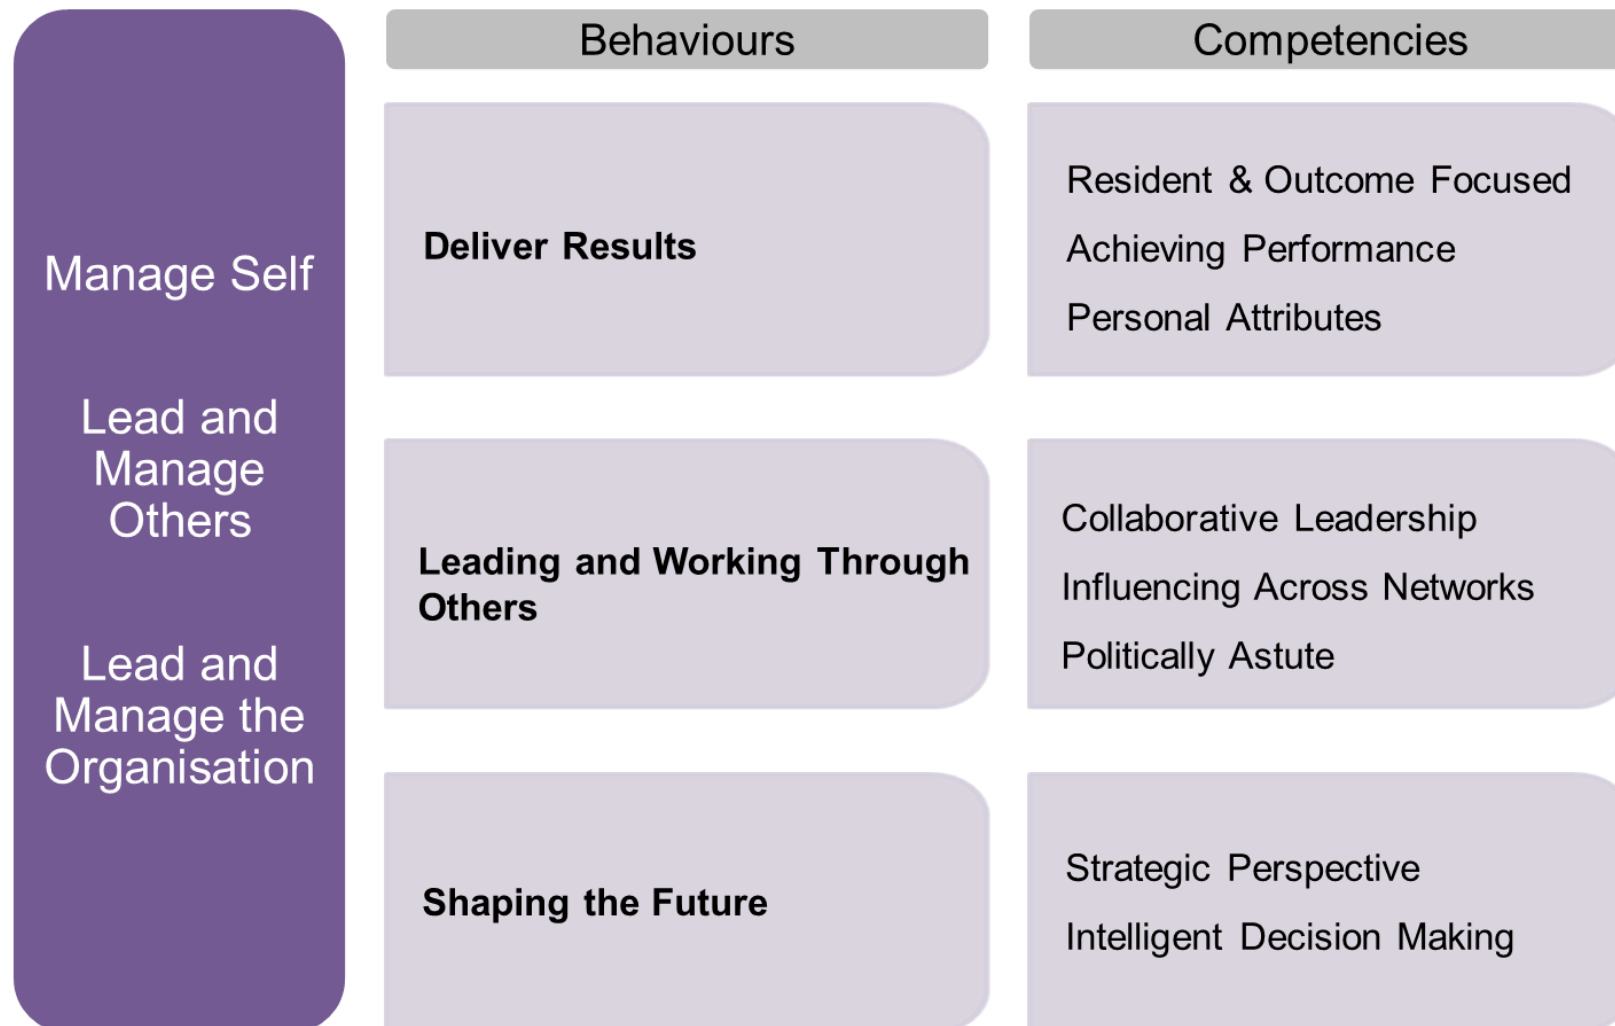 Manage Self
Lead and
Manage
Others
Lead and
Manage the
Organisation
Behaviours
Competencies
Deliver Results
Resident & Outcome Focused
Achieving Performance
Personal Attributes
Leading and Working Through
Others
Collaborative Leadership
Influencing Across Networks
Politically Astute
Shaping the Future
Strategic Perspective
Intelligent Decision Making